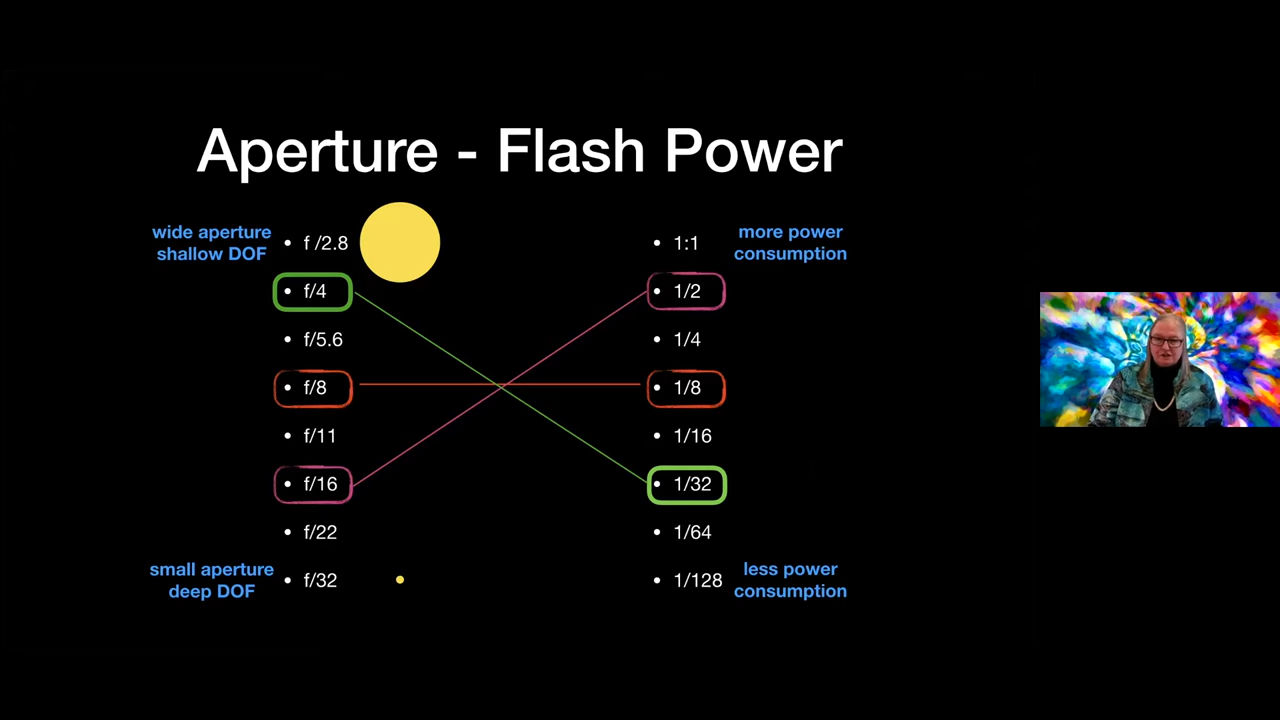 Aperture - Flash Power
wide aperture
shallow DOF
• f /2.8
• f/4
• f/5.6
• f/8
• f/11
• f/16
• f/22
• f/32
small aperture
deep DOF
• 1:1
• 1/2
• 1/4
• 1/8
• 1/16
• 1/32
• 1/64
• 1/128
more power
consumption
less power
consumption